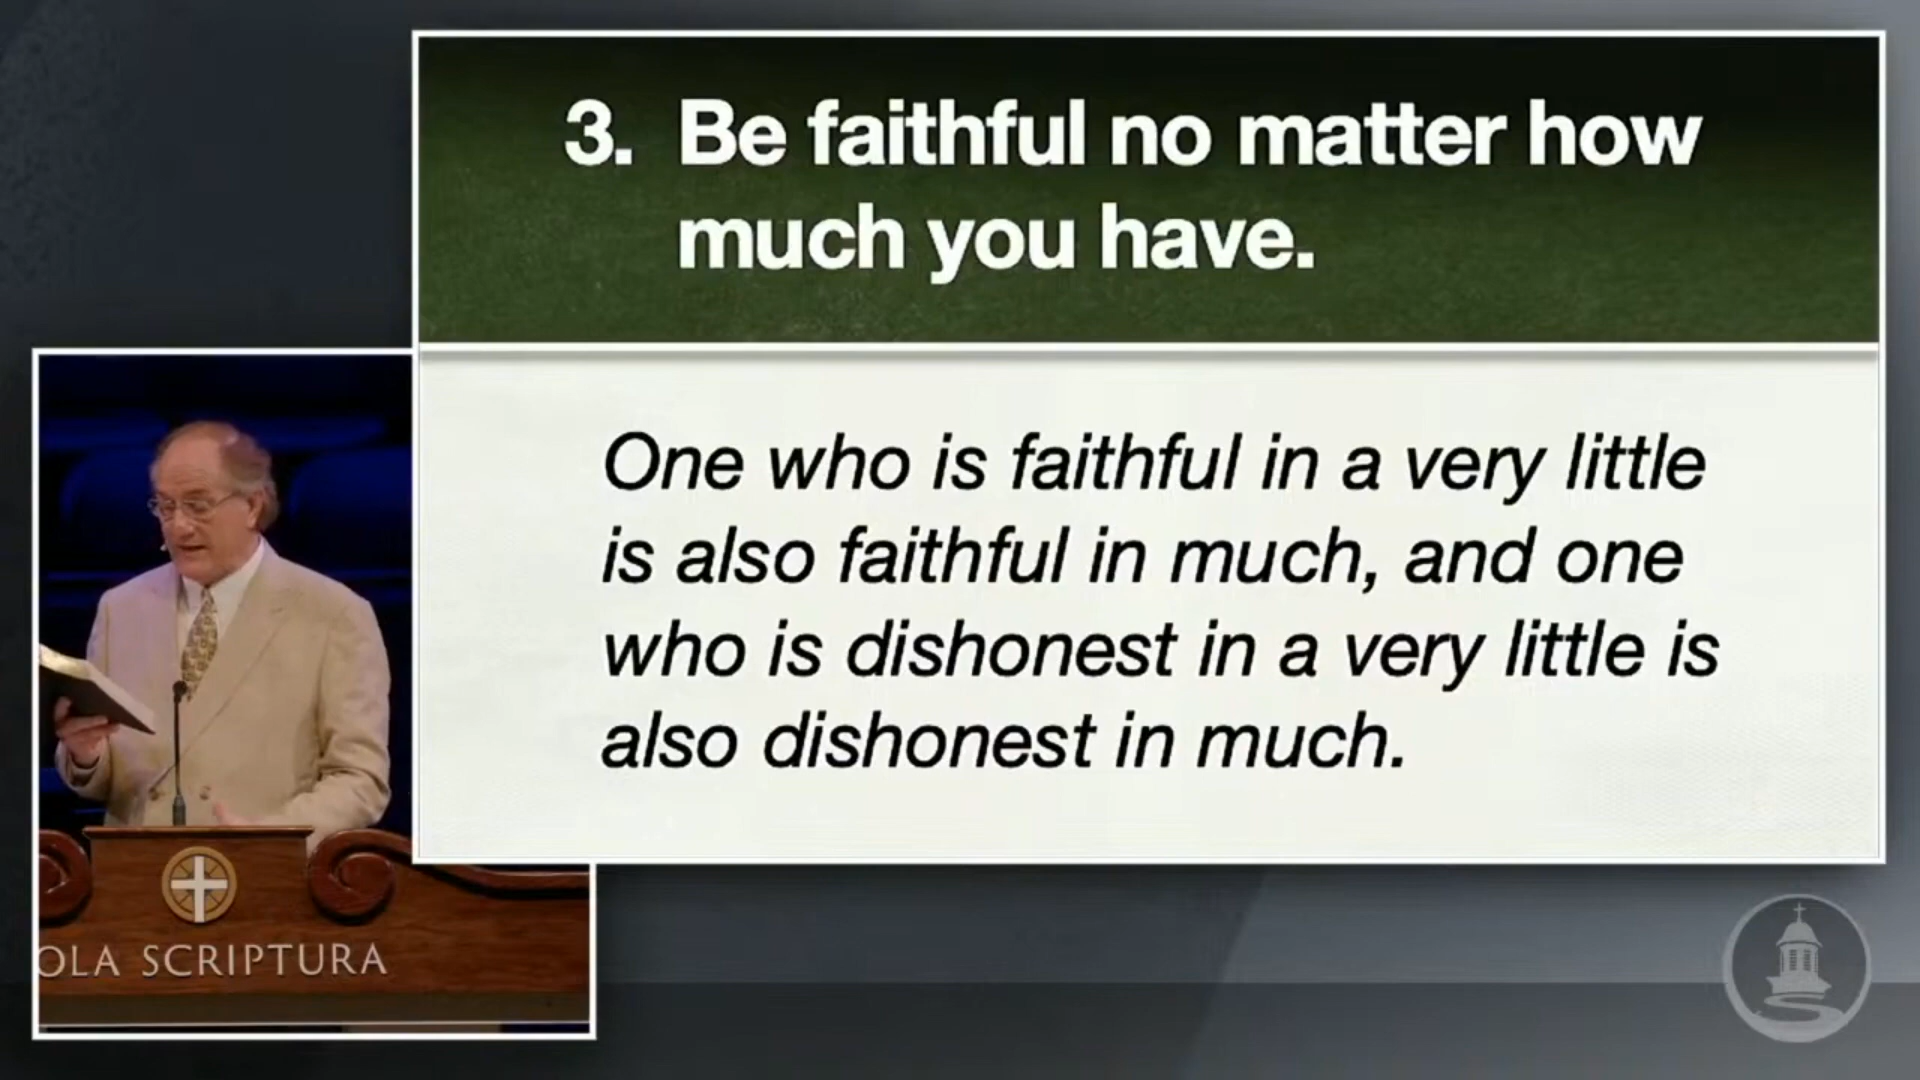 3. Be faithful no matter how
much you have.
One who is faithful in a very little
is also faithful in much, and one
who is dishonest in a very little is
also dishonest in much.
OLA SCRIPTURA